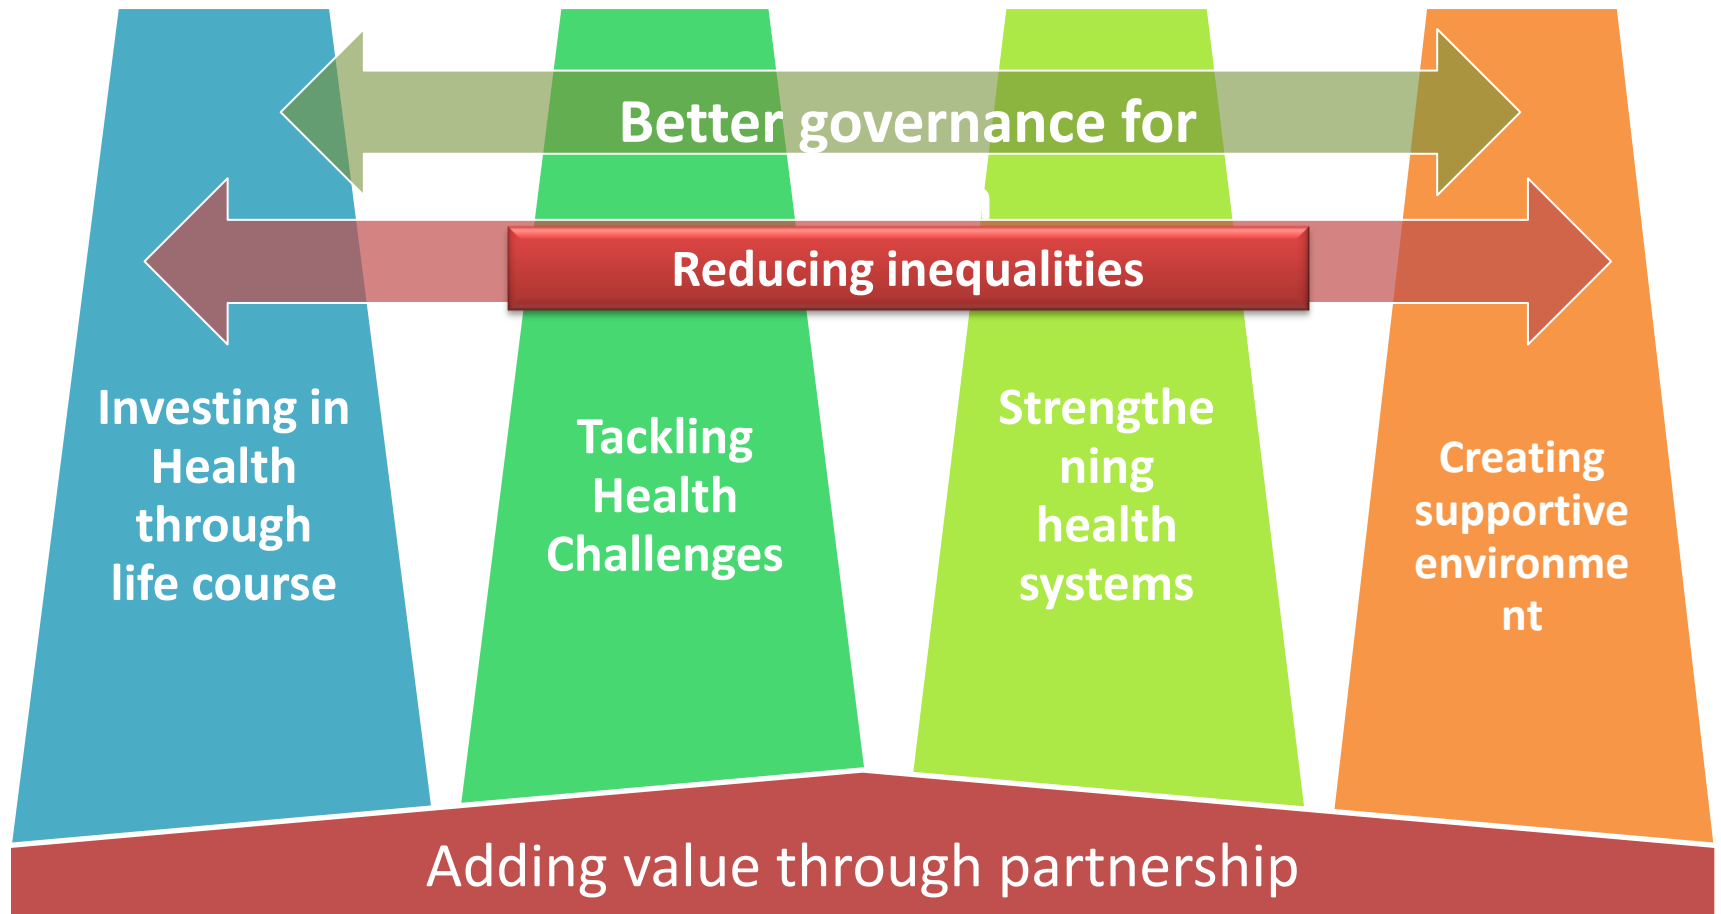 Better governance for
Reducing inequalities
Investing in
Health
through
life course
Tackling
Health
Challenges
Strengthe
ning
health
systems
Creating
supportive
environme
nt
Adding value through partnership